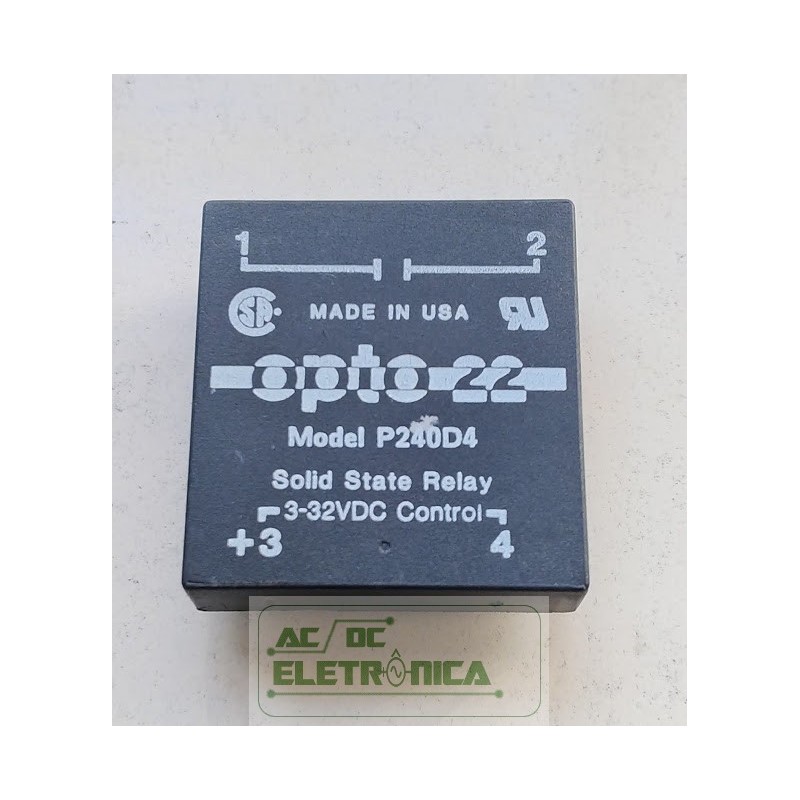 1 2
MADE IN USA
opto 22
Model P240D4
Solid State Relay
3-32VDC Control
+3 4
AC/DC
ELETRÔNICA